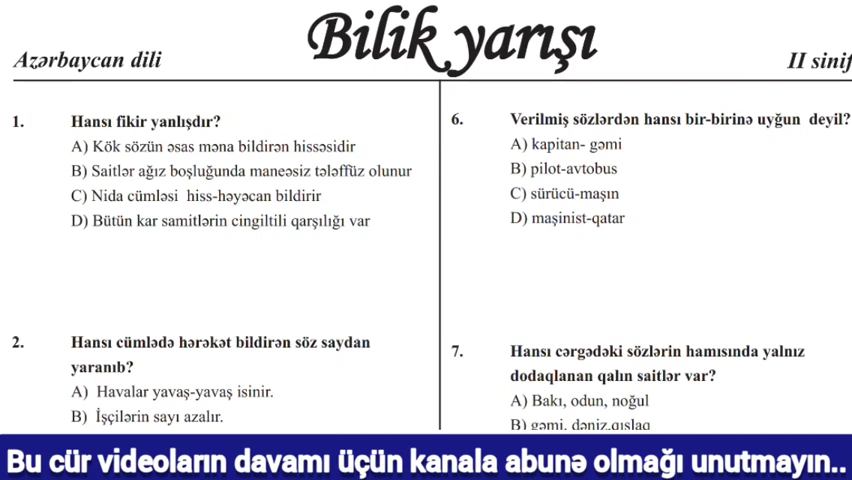 Bilik yarışı
Azərbaycan dili
II sinif
1. Hansı fikir yanlışdır?
A) Kök sözün əsas məna bildirən hissəsidir
B) Saitlər ağız boşluğunda maneəsiz tələffüz olunur
C) Nida cümləsi hiss-həyəcan bildirir
D) Bütün kar samitlərin cingiltili qarşılığı var
2. Hansı cümlədə hərəkət bildirən söz saydan
yaranıb?
A) Havalar yavaş-yavaş isinir.
B) İşçilərin sayı azalır.
6. Verilmiş sözlərdən hansı bir-birinə uyğun deyil?
A) kapitan- gəmi
B) pilot-avtobus
C) sürücü-maşın
D) maşinist-qatar
7. Hansı cərgədəki sözlərin hamısında yalnız
dodaqlanan qalın saitlər var?
A) Bakı, odun, noğul
B) gəmi, dəniz,qışlaq
Bu cür videoların davamı üçün kanala abunə olmağı unutmayın..